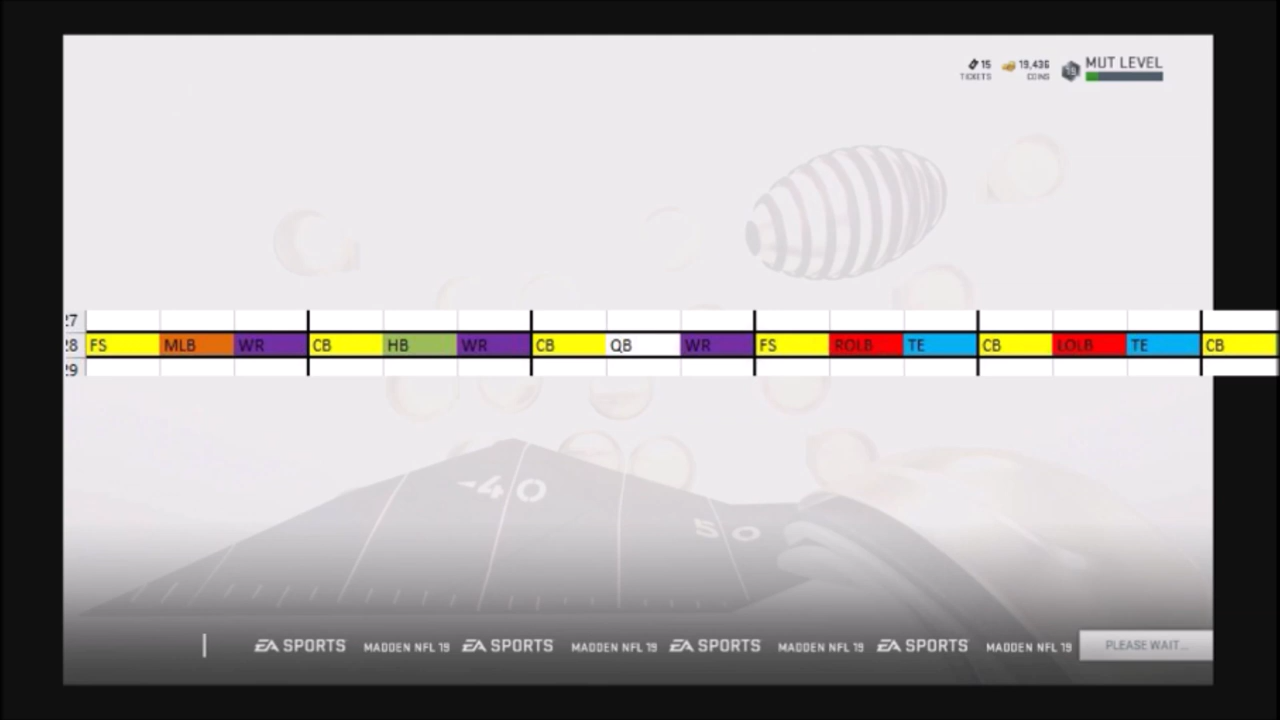 15 19,436 MUT LEVEL
TICKETS COINS
-40
50
27
28 FS MLB WR CB HB WR CB QB WR FS ROLB TE CB LOLB TE CB
29
EA SPORTS MADDEN NFL 19 EA SPORTS MADDEN NFL 19 EA SPORTS MADDEN NFL 19 EA SPORTS MADDEN NFL 19 PLEASE WAIT...